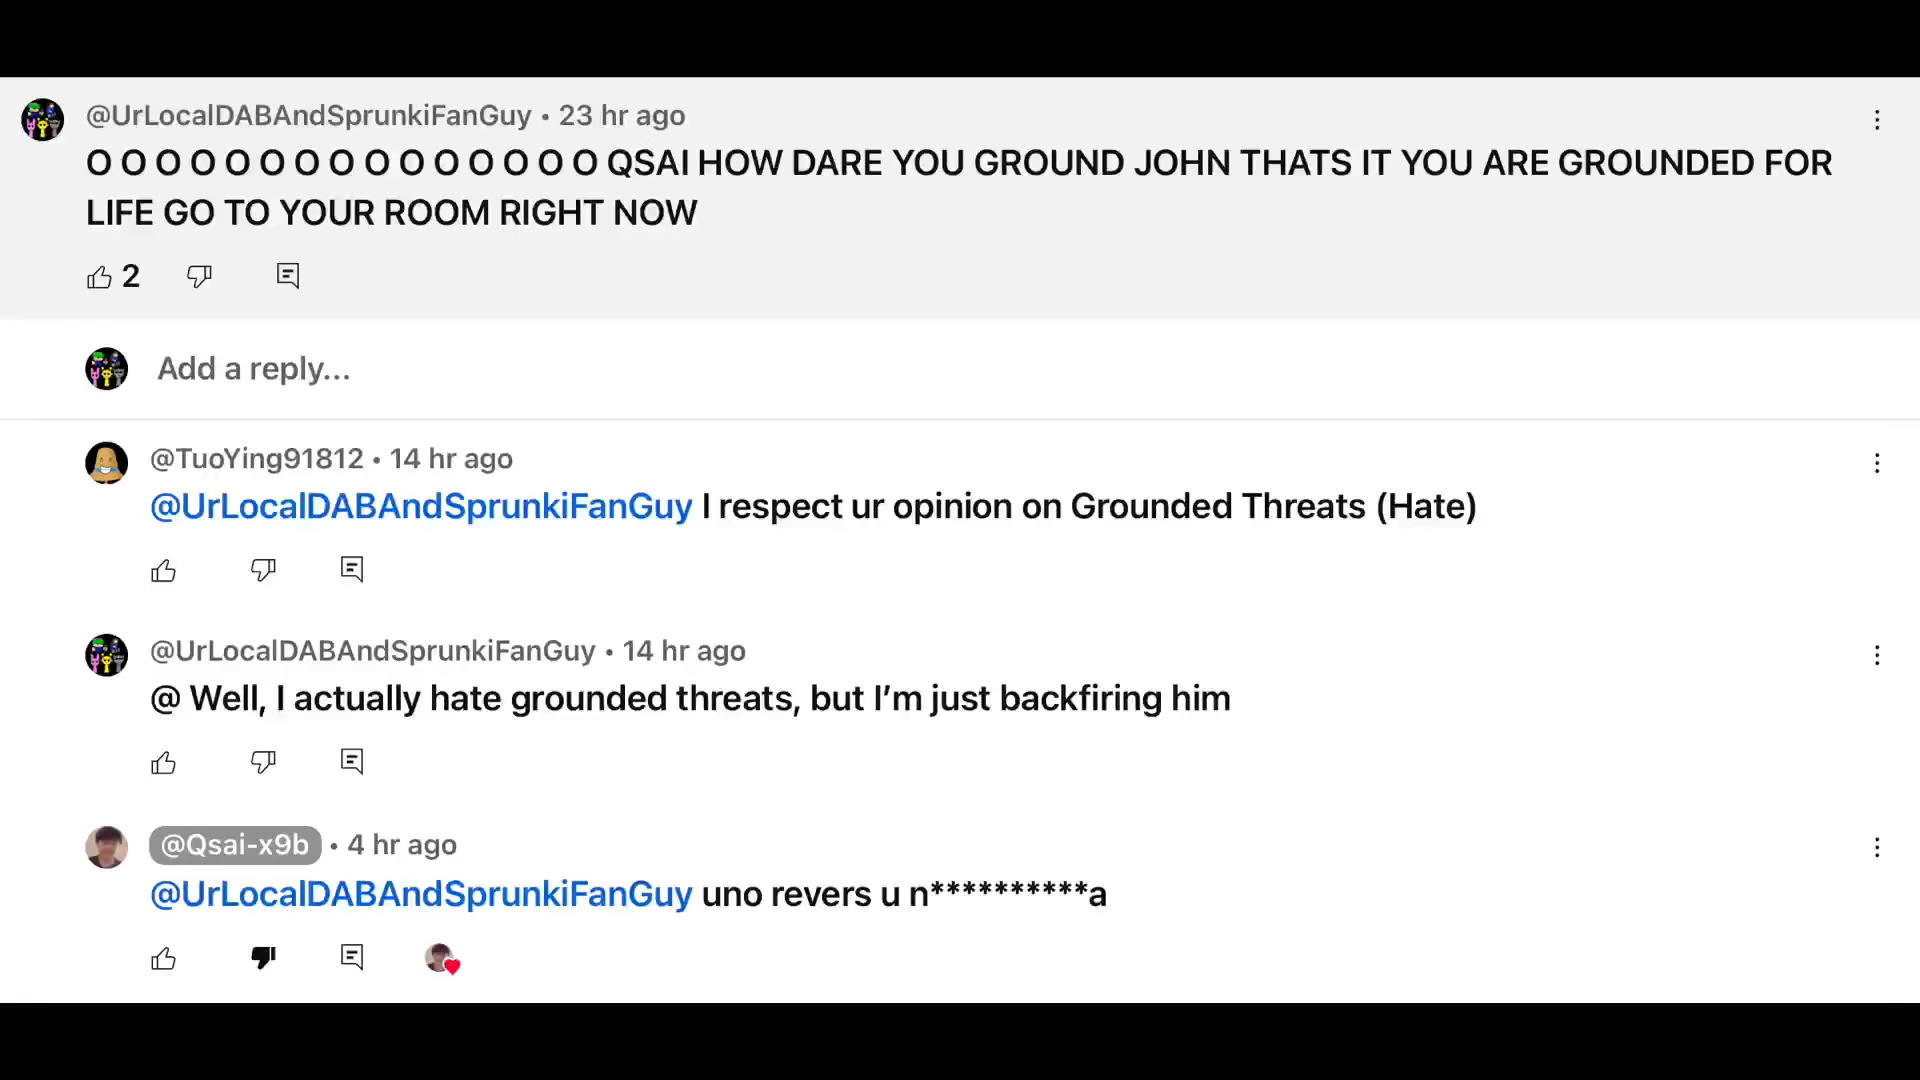 @UrLocalDABAndSprunkiFanGuy • 23 hr ago
O O O O O O O O O O O O O O O QSAI HOW DARE YOU GROUND JOHN THATS IT YOU ARE GROUNDED FOR
LIFE GO TO YOUR ROOM RIGHT NOW
2
Add a reply...
@TuoYing91812 • 14 hr ago
@UrLocalDABAndSprunkiFanGuy I respect ur opinion on Grounded Threats (Hate)
@UrLocalDABAndSprunkiFanGuy • 14 hr ago
@ Well, I actually hate grounded threats, but I’m just backfiring him
@Qsai-x9b • 4 hr ago
@UrLocalDABAndSprunkiFanGuy uno revers u n**********a